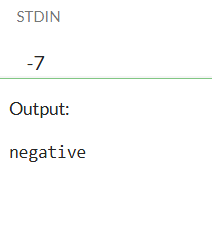 STDIN
-7
Output:
negative